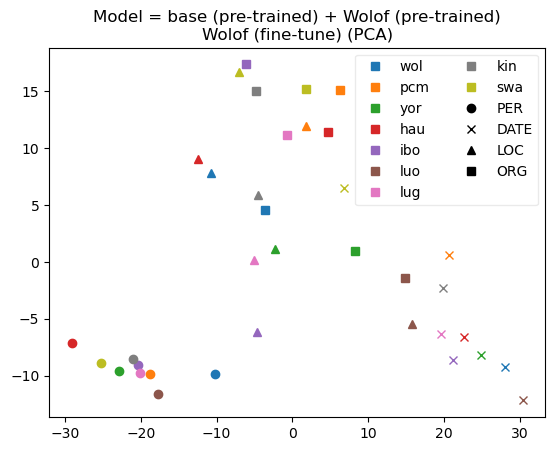 Model = base (pre-trained) + Wolof (pre-trained)
Wolof (fine-tune) (PCA)
wol
pcm
yor
hau
ibo
luo
lug
kin
swa
PER
DATE
LOC
ORG
15
10
5
0
−5
−10
−30
−20
−10
0
10
20
30